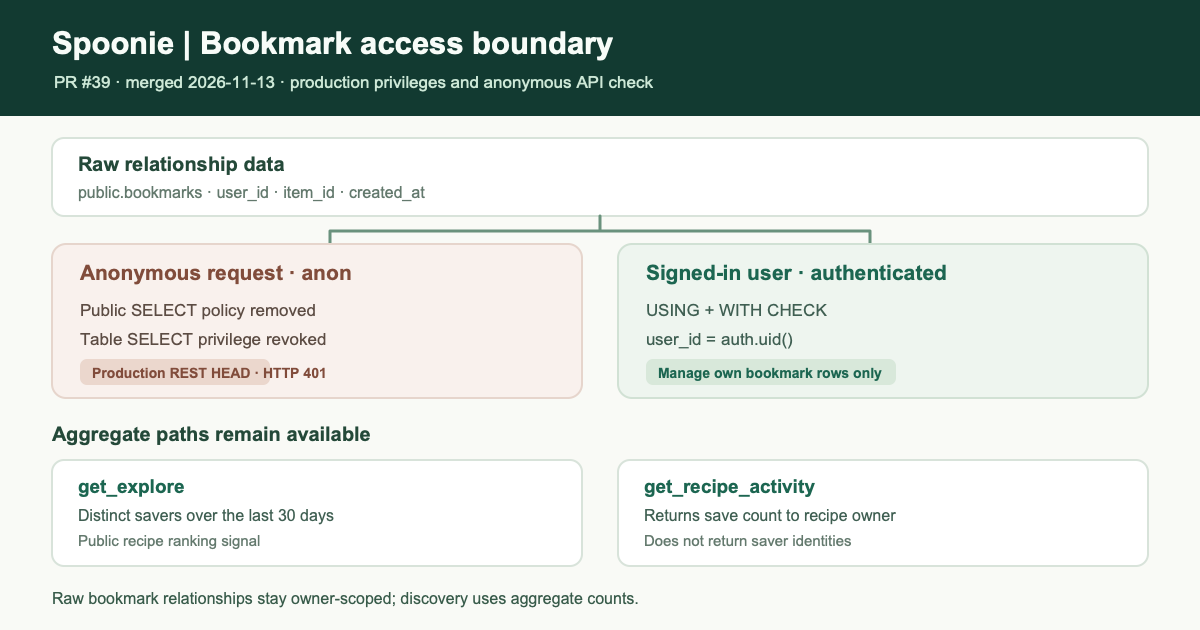 Spoonie | Bookmark access boundary
PR #39 · merged 2026-11-13 · production privileges and anonymous API check
Raw relationship data
public.bookmarks · user_id · item_id · created_at
Anonymous request · anon
Public SELECT policy removed
Table SELECT privilege revoked
Production REST HEAD · HTTP 401
Signed-in user · authenticated
USING + WITH CHECK
user_id = auth.uid()
Manage own bookmark rows only
Aggregate paths remain available
get_explore
Distinct savers over the last 30 days
Public recipe ranking signal
get_recipe_activity
Returns save count to recipe owner
Does not return saver identities
Raw bookmark relationships stay owner-scoped; discovery uses aggregate counts.